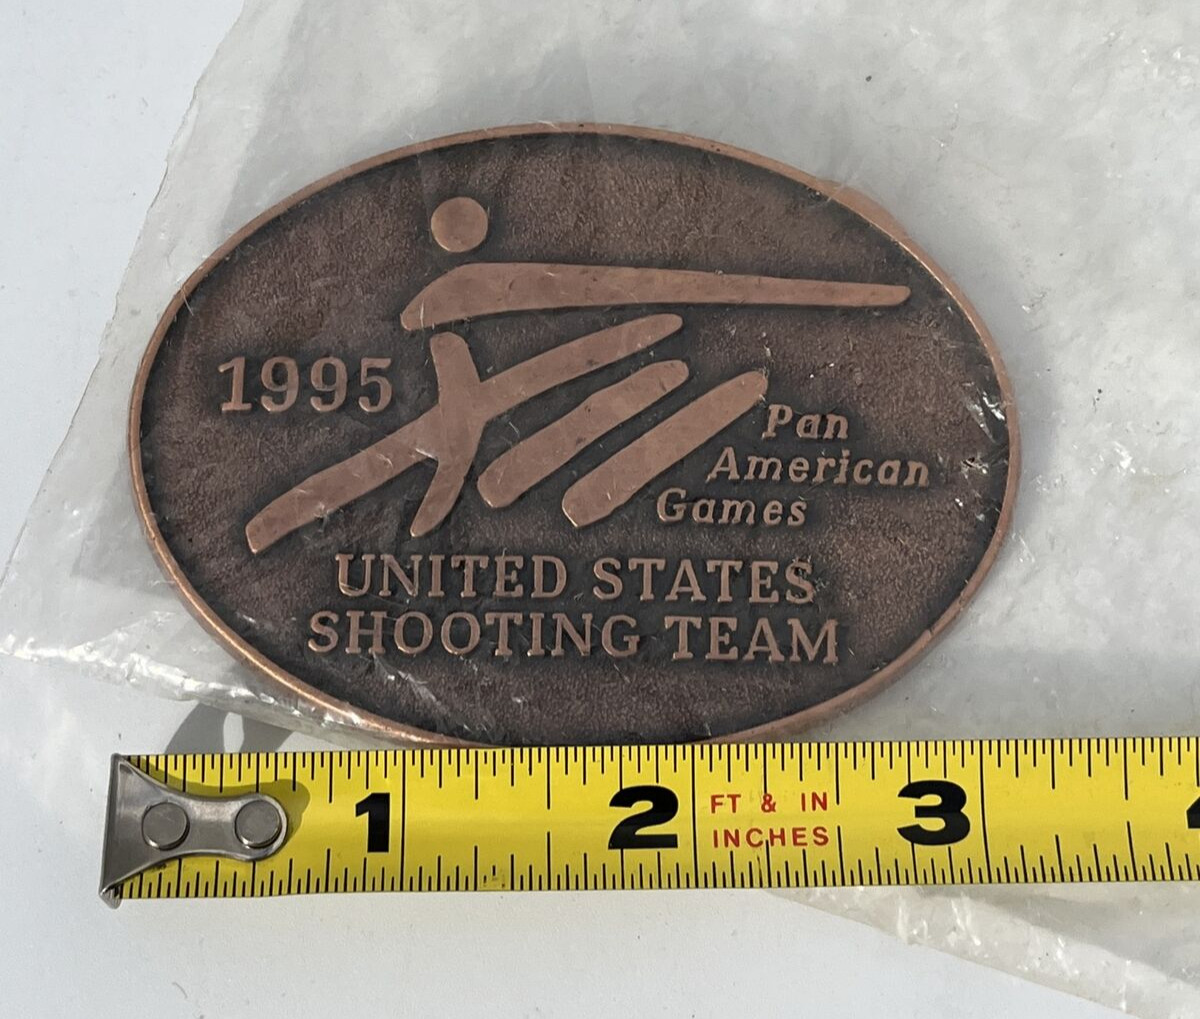 1995
Pan
American
Games
UNITED STATES
SHOOTING TEAM
1 2 FT & IN 3
INCHES